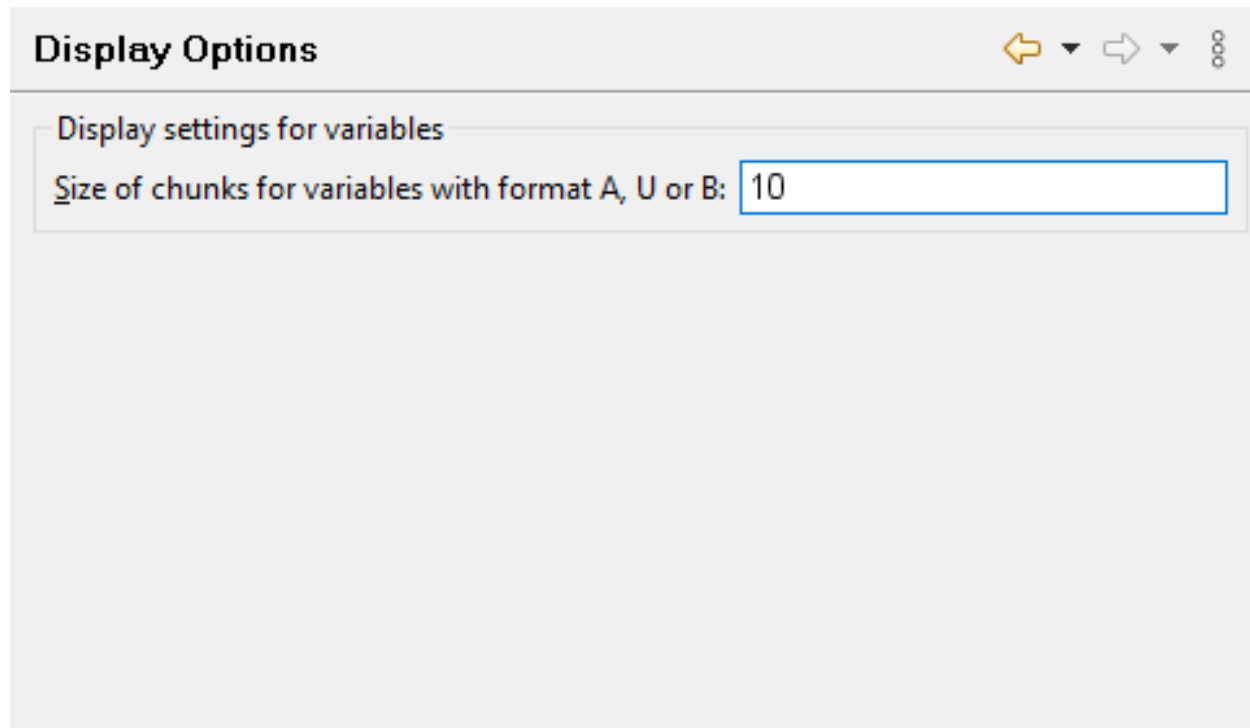 Display Options
Display settings for variables
Size of chunks for variables with format A, U or B: 10